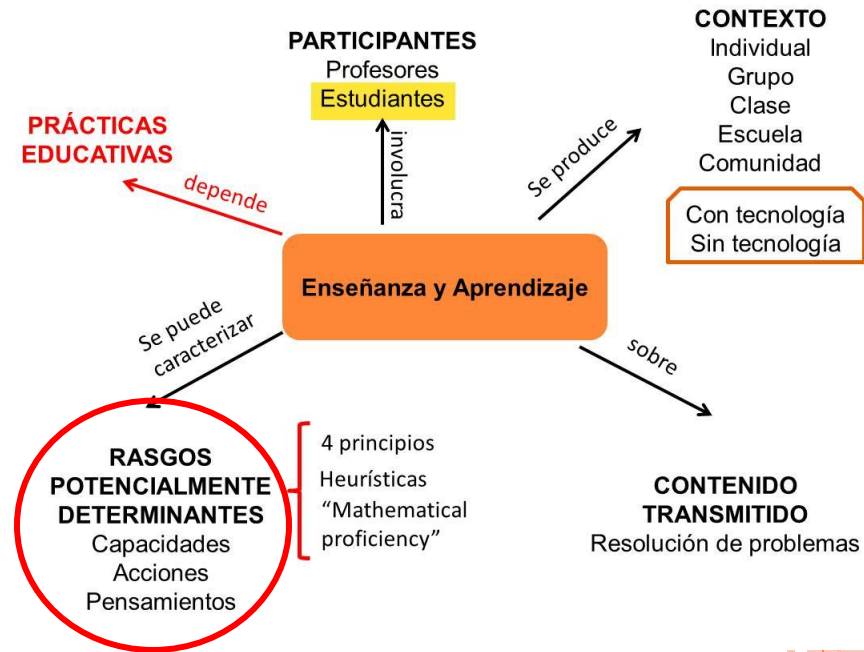 PARTICIPANTES
Profesores
Estudiantes
CONTEXTO
Individual
Grupo
Clase
Escuela
Comunidad
Con tecnología
Sin tecnología
PRÁCTICAS
EDUCATIVAS
depende
involucra
Se produce
Enseñanza y Aprendizaje
Se puede
caracterizar
sobre
RASGOS
POTENCIALMENTE
DETERMINANTES
Capacidades
Acciones
Pensamientos
4 principios
Heurísticas
“Mathematical
proficiency”
CONTENIDO
TRANSMITIDO
Resolución de problemas